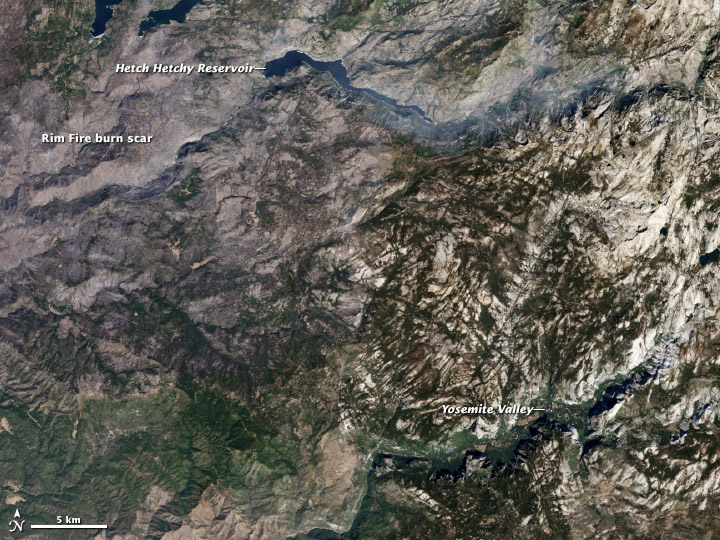 Hetch Hetchy Reservoir
Rim Fire burn scar
Yosemite Valley
5 km
N